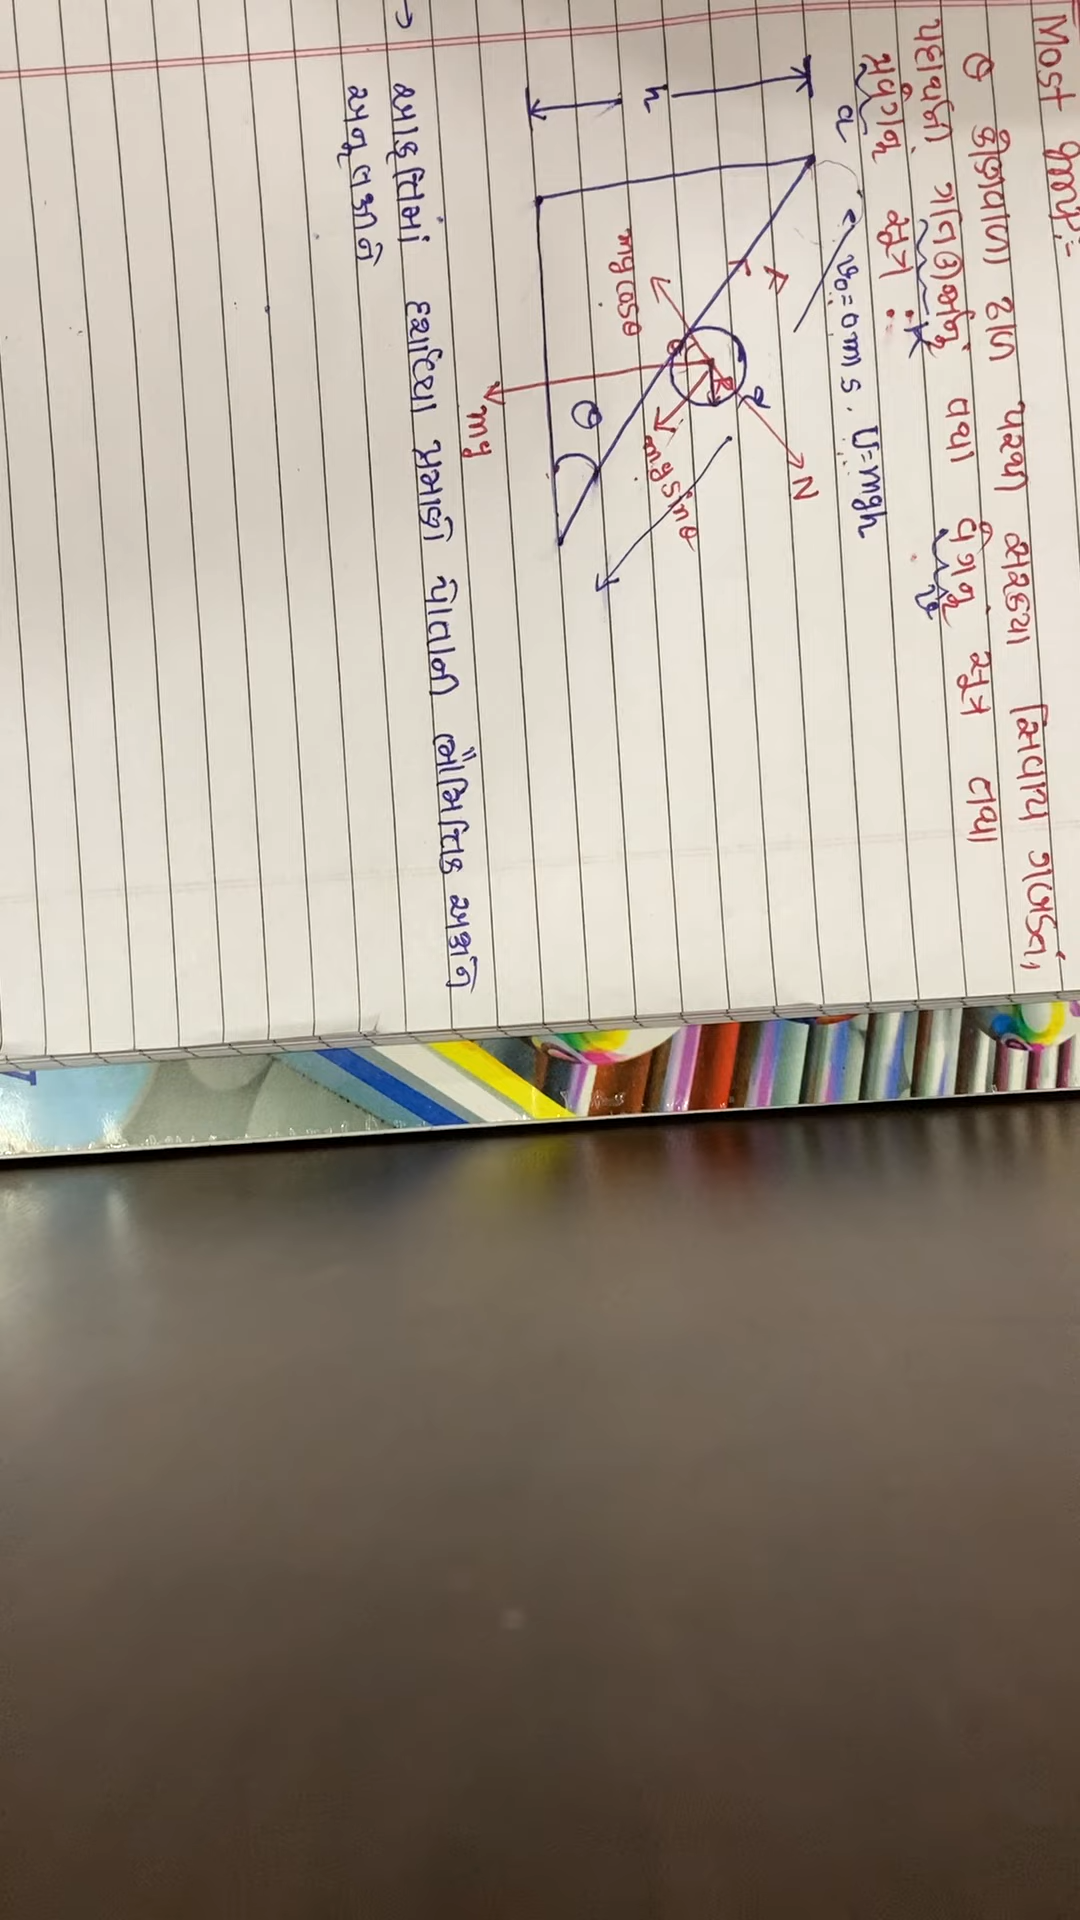 Most Imp :-
θ કોણવાળા ઢાળ પરથી સરક્યા સિવાય ગબડતાં,
પદાર્થની ગતિઊર્જાનું તથા વેગનું સુત્ર તથા
K v
પ્રવેગનું સુત્ર :
a
v₀=0 m s. U=mgh
N
R
h
mg cosθ
mg sinθ
θ
θ
mg
→ આકૃતિમાં દર્શાવ્યા પ્રમાણે પોતાની ભૌમિતિક અક્ષને
અનુલક્ષીને